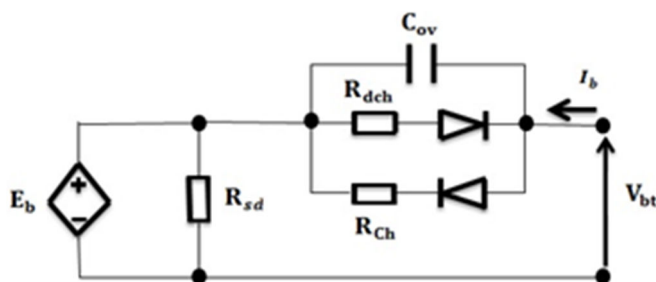 C_ov
R_dch
I_b
E_b
+
−
R_sd
R_Ch
V_bt